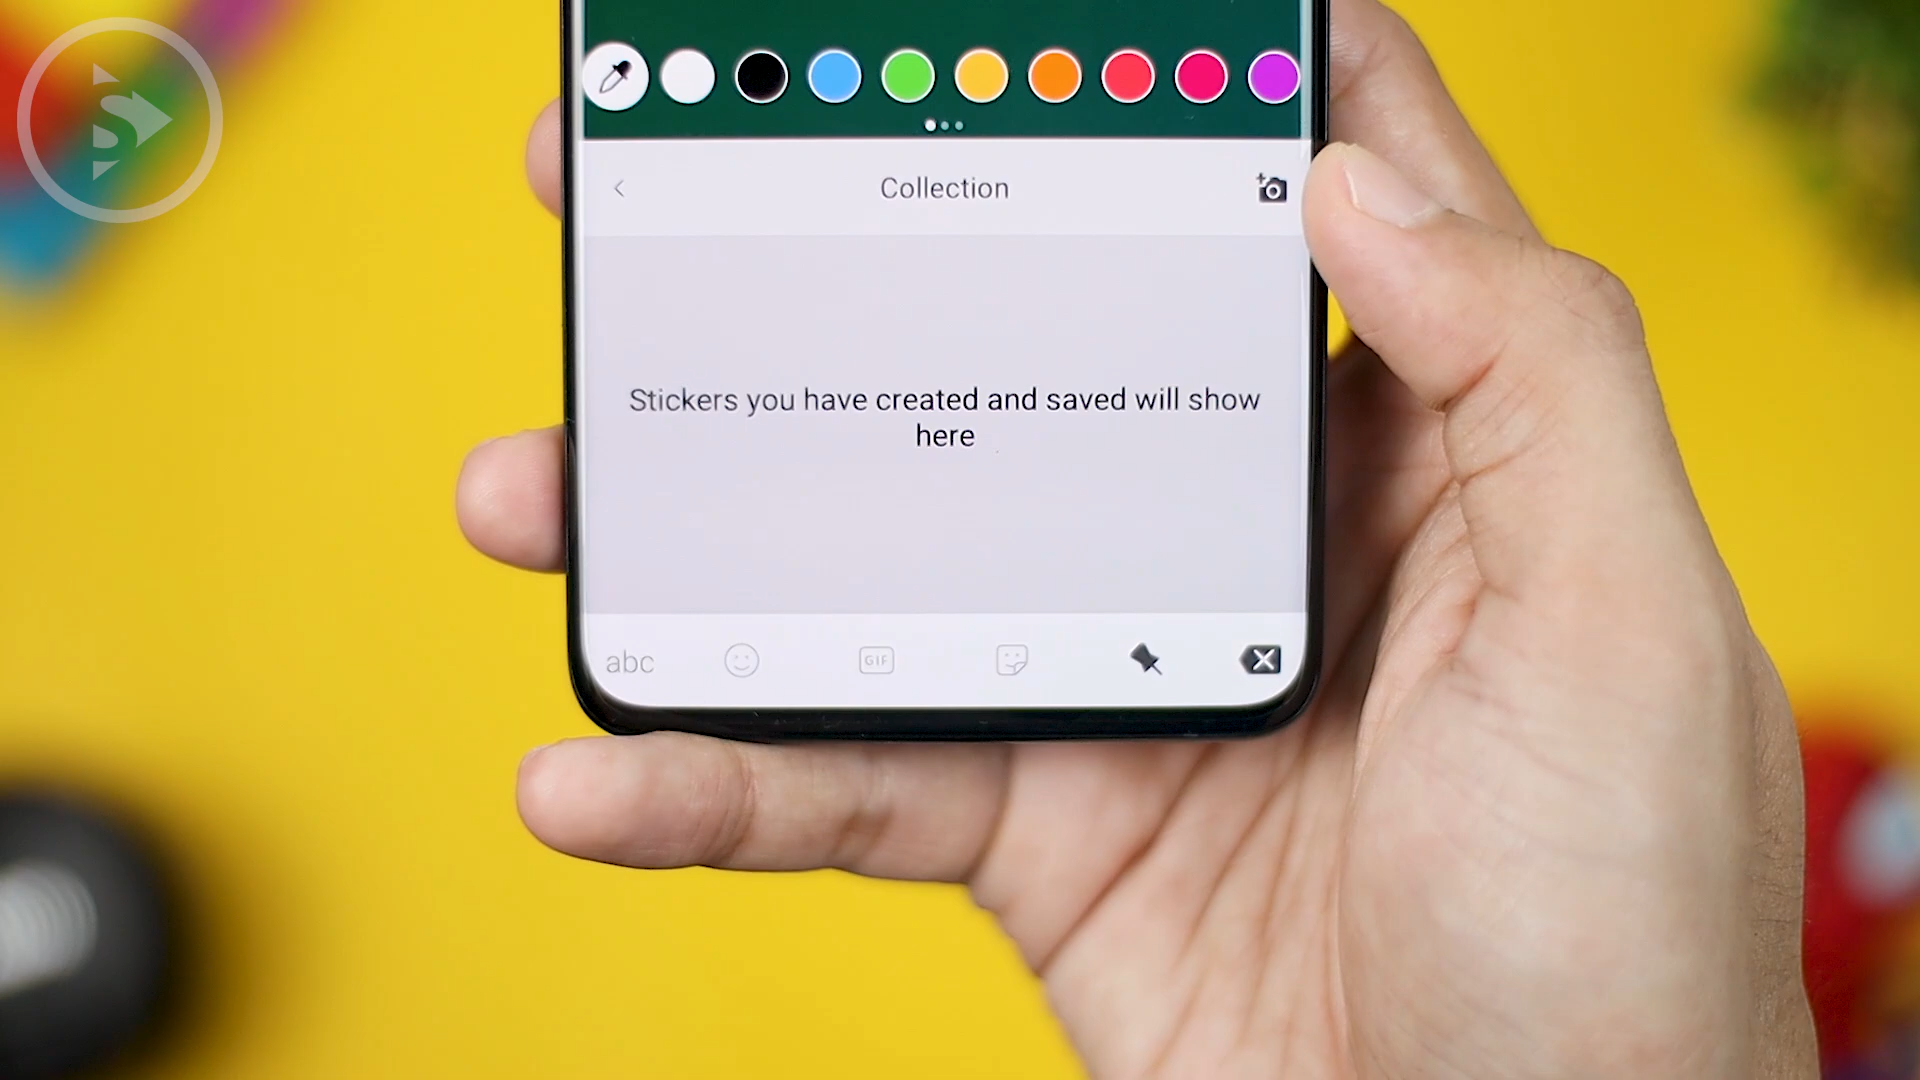 S
Collection
Stickers you have created and saved will show
here
abc
GIF